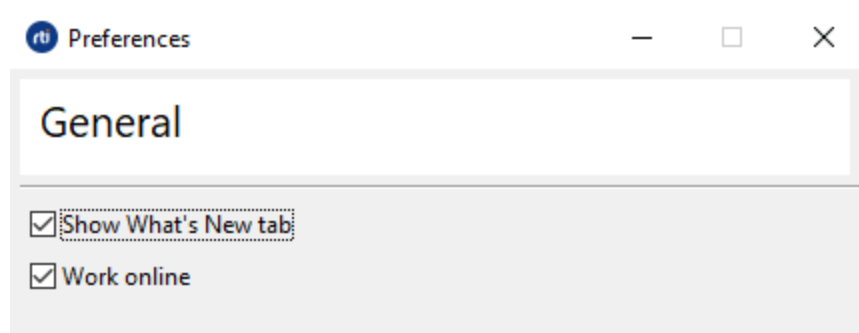 rti Preferences
General
Show What's New tab
Work online